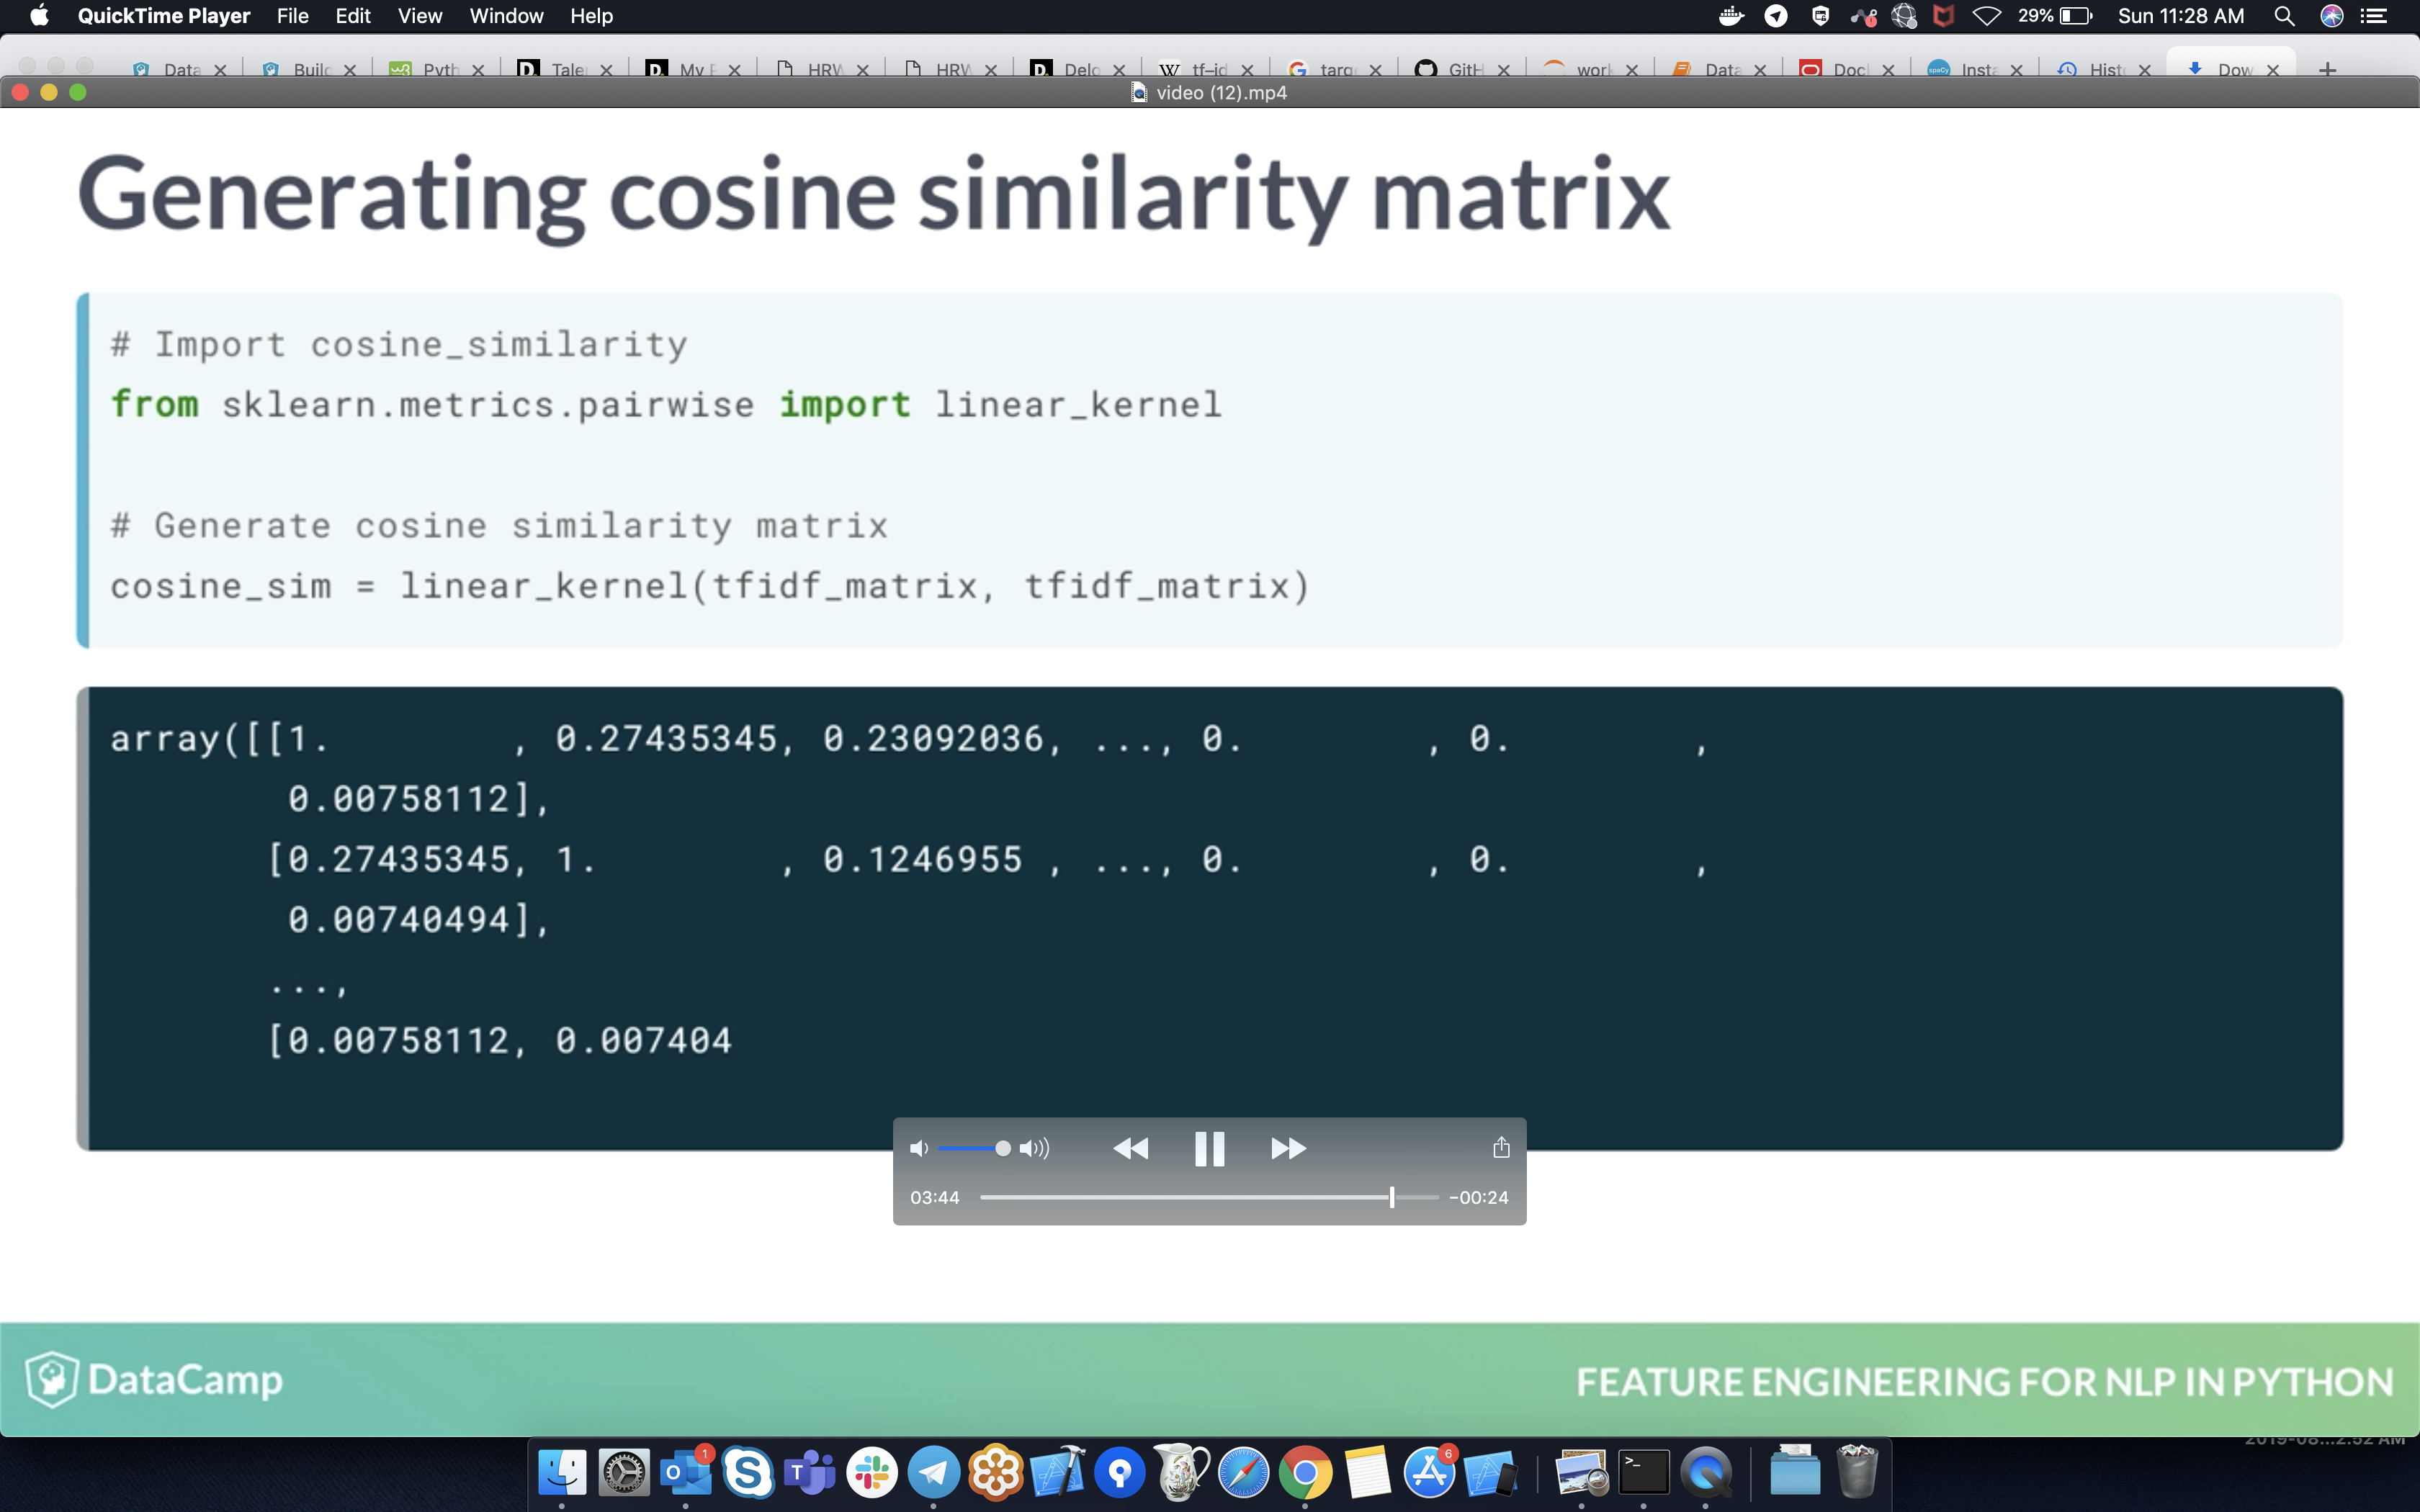 QuickTime Player File Edit View Window Help 29% Sun 11:28 AM
Data Build Pyth Tale My F HRW HRW Delo tf-id targ GitH work Data Doc Insta Hist Dow
video (12).mp4
Generating cosine similarity matrix
# Import cosine_similarity
from sklearn.metrics.pairwise import linear_kernel
# Generate cosine similarity matrix
cosine_sim = linear_kernel(tfidf_matrix, tfidf_matrix)
array([[1.        , 0.27435345, 0.23092036, ..., 0.        , 0.        ,
0.00758112],
[0.27435345, 1.        , 0.1246955 , ..., 0.        , 0.        ,
0.00740494],
...,
[0.00758112, 0.007404
03:44 -00:24
DataCamp FEATURE ENGINEERING FOR NLP IN PYTHON
2019-08...2.52 AM
1 6